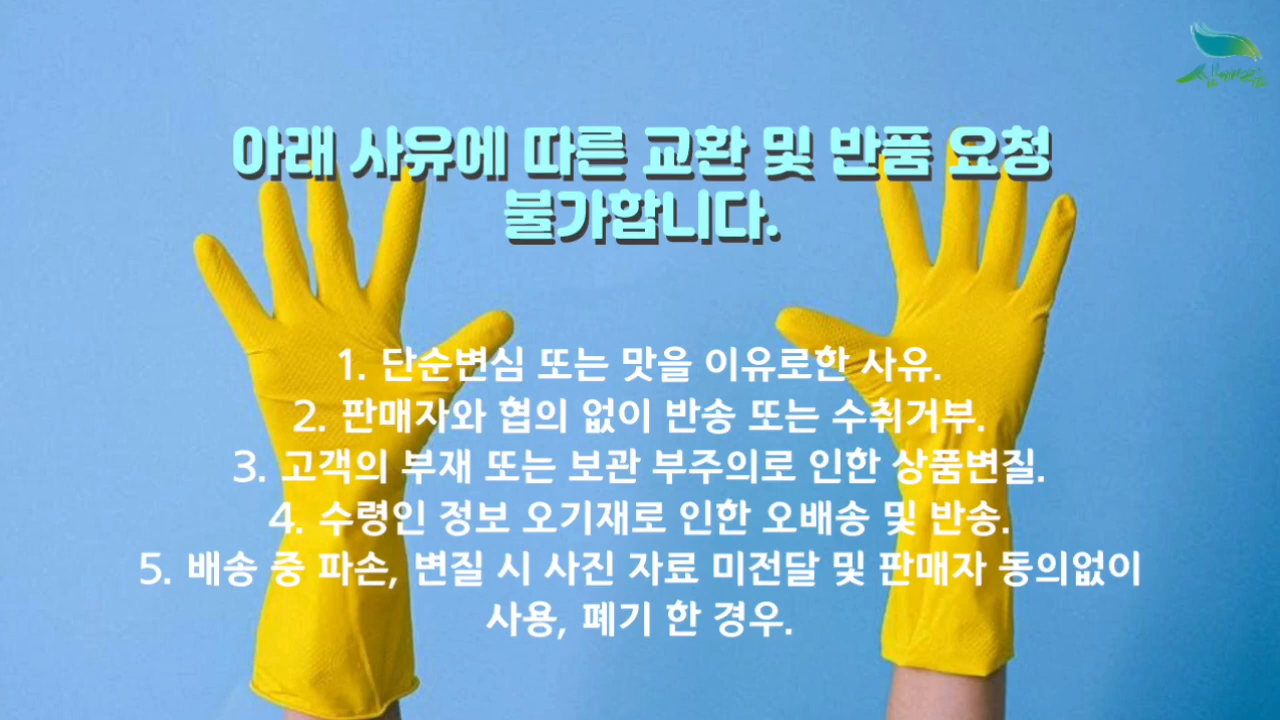 아래 사유에 따른 교환 및 반품 요청
불가합니다.
1. 단순변심 또는 맛을 이유로한 사유.
2. 판매자와 협의 없이 반송 또는 수취거부.
3. 고객의 부재 또는 보관 부주의로 인한 상품변질.
4. 수령인 정보 오기재로 인한 오배송 및 반송.
5. 배송 중 파손, 변질 시 사진 자료 미전달 및 판매자 동의없이
사용, 폐기 한 경우.